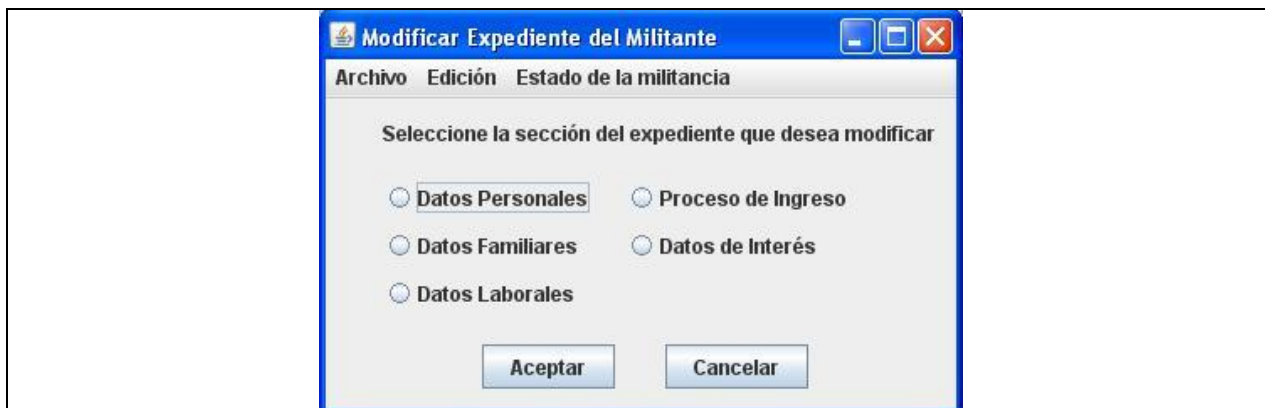 Modificar Expediente del Militante
Archivo Edición Estado de la militancia
Seleccione la sección del expediente que desea modificar
Datos Personales Proceso de Ingreso
Datos Familiares Datos de Interés
Datos Laborales
Aceptar Cancelar